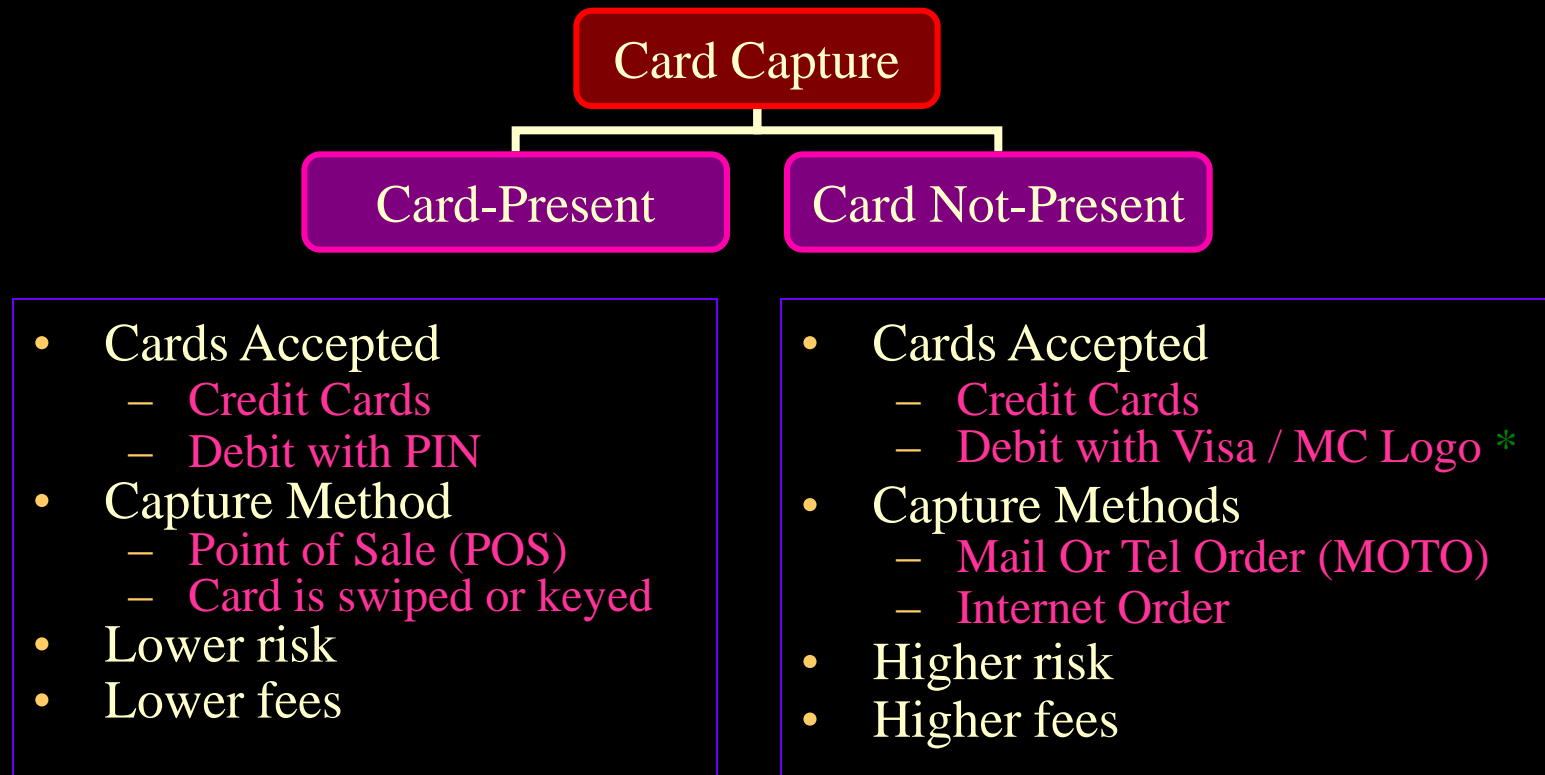 Card Capture
Card-Present
Card Not-Present
• Cards Accepted
– Credit Cards
– Debit with PIN
• Capture Method
– Point of Sale (POS)
– Card is swiped or keyed
• Lower risk
• Lower fees
• Cards Accepted
– Credit Cards
– Debit with Visa / MC Logo *
• Capture Methods
– Mail Or Tel Order (MOTO)
– Internet Order
• Higher risk
• Higher fees